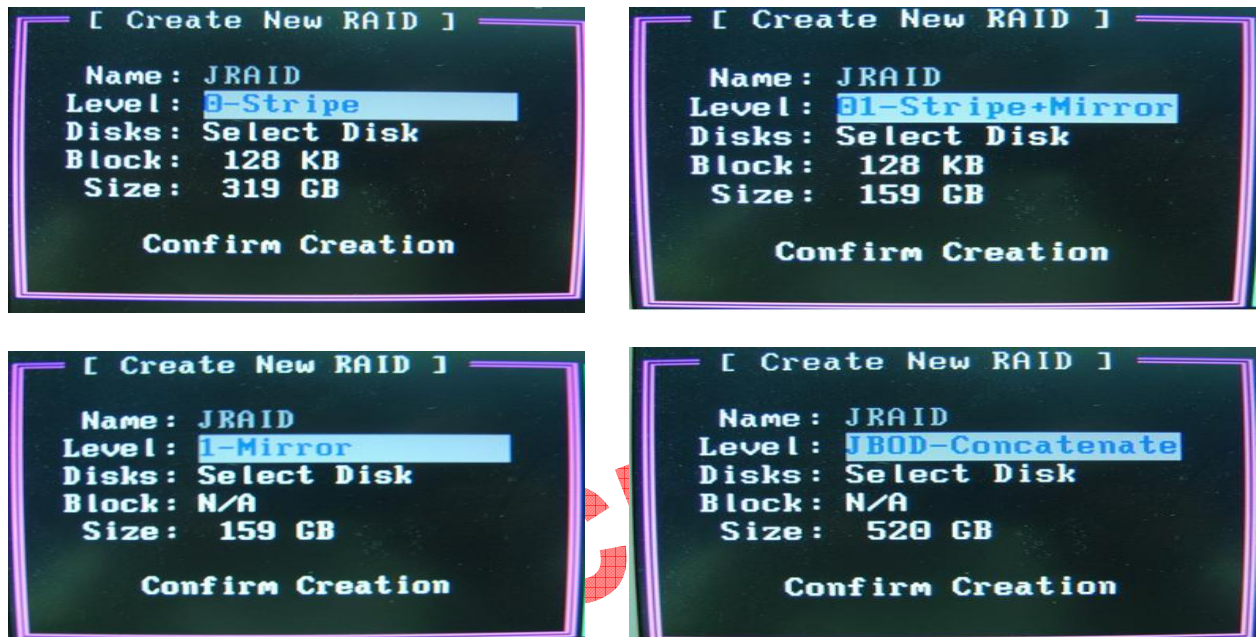 [ Create New RAID ]
Name: JRAID
Level: 0-Stripe
Disks: Select Disk
Block: 128 KB
Size: 319 GB
Confirm Creation
[ Create New RAID ]
Name: JRAID
Level: 01-Stripe+Mirror
Disks: Select Disk
Block: 128 KB
Size: 159 GB
Confirm Creation
[ Create New RAID ]
Name: JRAID
Level: 1-Mirror
Disks: Select Disk
Block: N/A
Size: 159 GB
Confirm Creation
[ Create New RAID ]
Name: JRAID
Level: JBOD-Concatenate
Disks: Select Disk
Block: N/A
Size: 520 GB
Confirm Creation